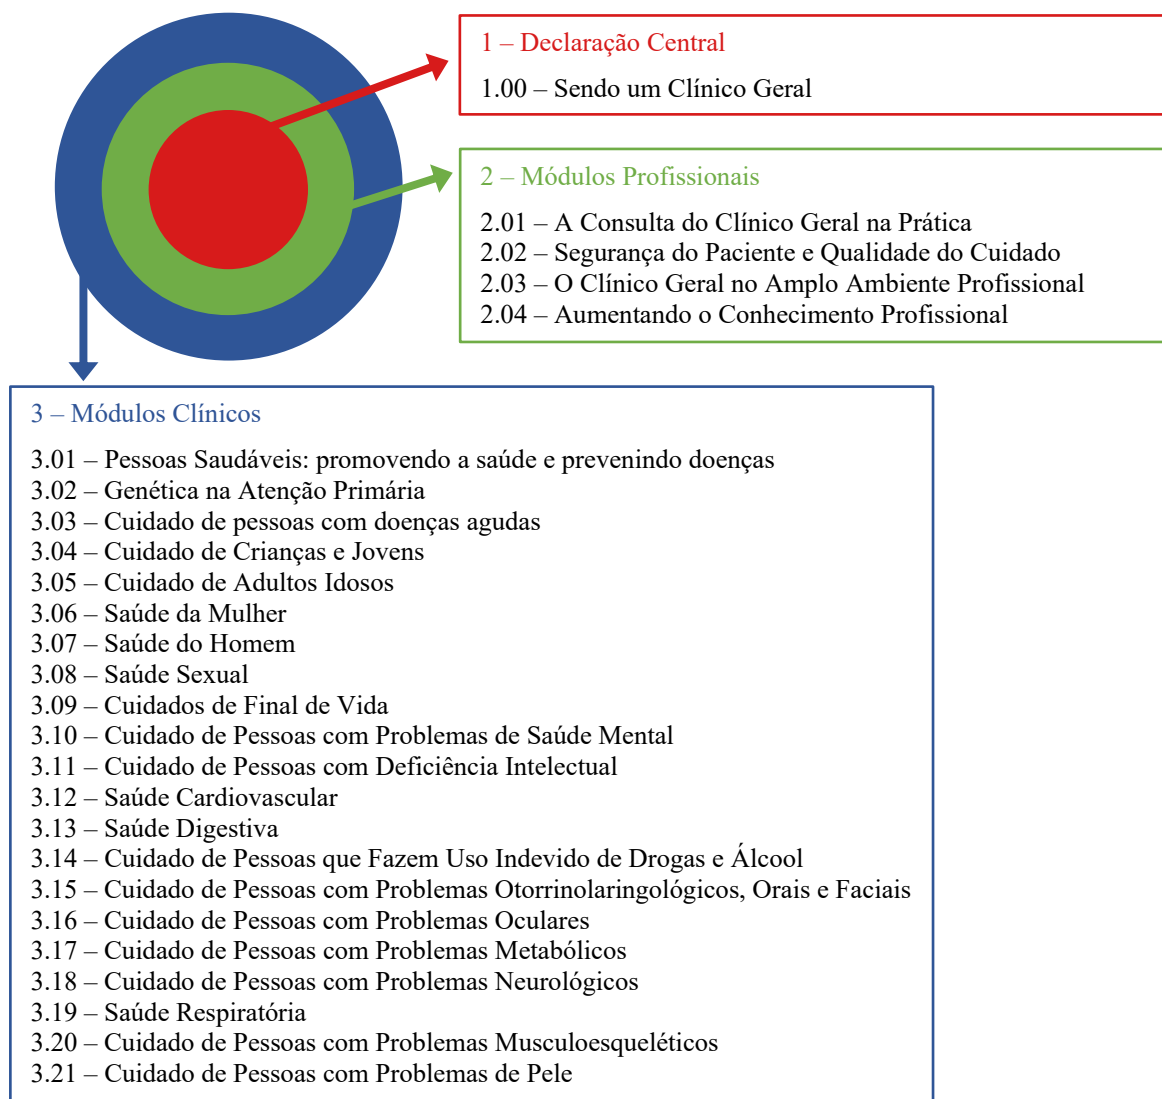 1 – Declaração Central
1.00 – Sendo um Clínico Geral
2 – Módulos Profissionais
2.01 – A Consulta do Clínico Geral na Prática
2.02 – Segurança do Paciente e Qualidade do Cuidado
2.03 – O Clínico Geral no Amplo Ambiente Profissional
2.04 – Aumentando o Conhecimento Profissional
3 – Módulos Clínicos
3.01 – Pessoas Saudáveis: promovendo a saúde e prevenindo doenças
3.02 – Genética na Atenção Primária
3.03 – Cuidado de pessoas com doenças agudas
3.04 – Cuidado de Crianças e Jovens
3.05 – Cuidado de Adultos Idosos
3.06 – Saúde da Mulher
3.07 – Saúde do Homem
3.08 – Saúde Sexual
3.09 – Cuidados de Final de Vida
3.10 – Cuidado de Pessoas com Problemas de Saúde Mental
3.11 – Cuidado de Pessoas com Deficiência Intelectual
3.12 – Saúde Cardiovascular
3.13 – Saúde Digestiva
3.14 – Cuidado de Pessoas que Fazem Uso Indevido de Drogas e Álcool
3.15 – Cuidado de Pessoas com Problemas Otorrinolaringológicos, Orais e Faciais
3.16 – Cuidado de Pessoas com Problemas Oculares
3.17 – Cuidado de Pessoas com Problemas Metabólicos
3.18 – Cuidado de Pessoas com Problemas Neurológicos
3.19 – Saúde Respiratória
3.20 – Cuidado de Pessoas com Problemas Musculoesqueléticos
3.21 – Cuidado de Pessoas com Problemas de Pele